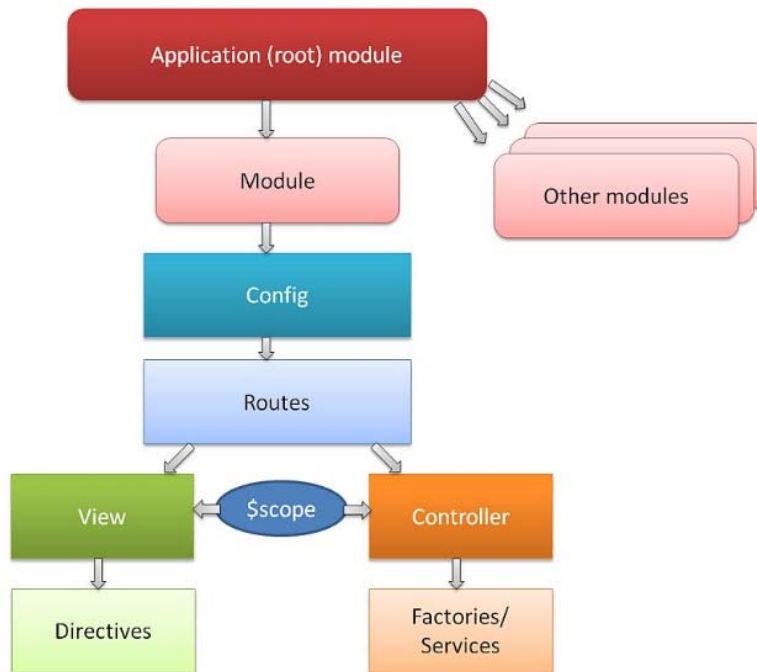 Application (root) module
Module
Other modules
Config
Routes
View
$scope
Controller
Directives
Factories/
Services